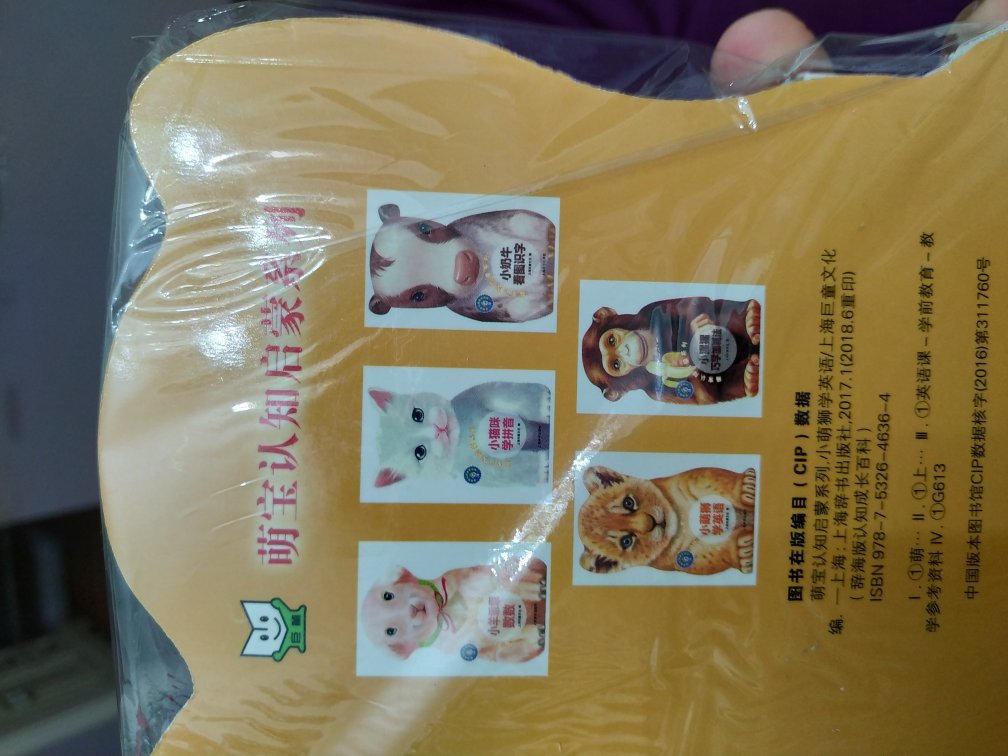 巨童
萌宝认知启蒙系列
小羊羔
数数
小猫咪
学拼音
小奶牛
看图识字
小萌狮
学英语
小猩猩
巧学加减法
图书在版编目(CIP)数据
萌宝认知启蒙系列.小萌狮学英语/上海巨童文化
编. —上海:上海辞书出版社,2017.1(2018.6重印)
(辞海版认知成长百科)
ISBN 978-7-5326-4636-4
Ⅰ.①萌… Ⅱ.①上… Ⅲ.①英语课-学前教育-教
学参考资料 Ⅳ.①G613
中国版本图书馆CIP数据核字(2016)第311760号